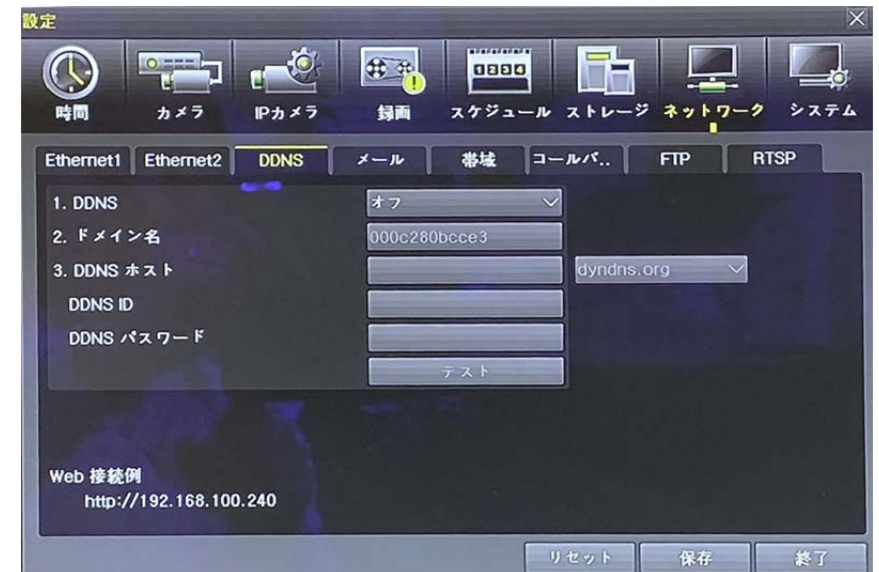 設定
1234
時間 カメラ IPカメラ 録画 スケジュール ストレージ ネットワーク システム
Ethernet1 Ethernet2 DDNS メール 帯域 コールバ.. FTP RTSP
1. DDNS オフ
2. ドメイン名 000c280bcce3
3. DDNS ホスト dyndns.org
DDNS ID
DDNS パスワード
テスト
Web 接続例
http://192.168.100.240
リセット 保存 終了